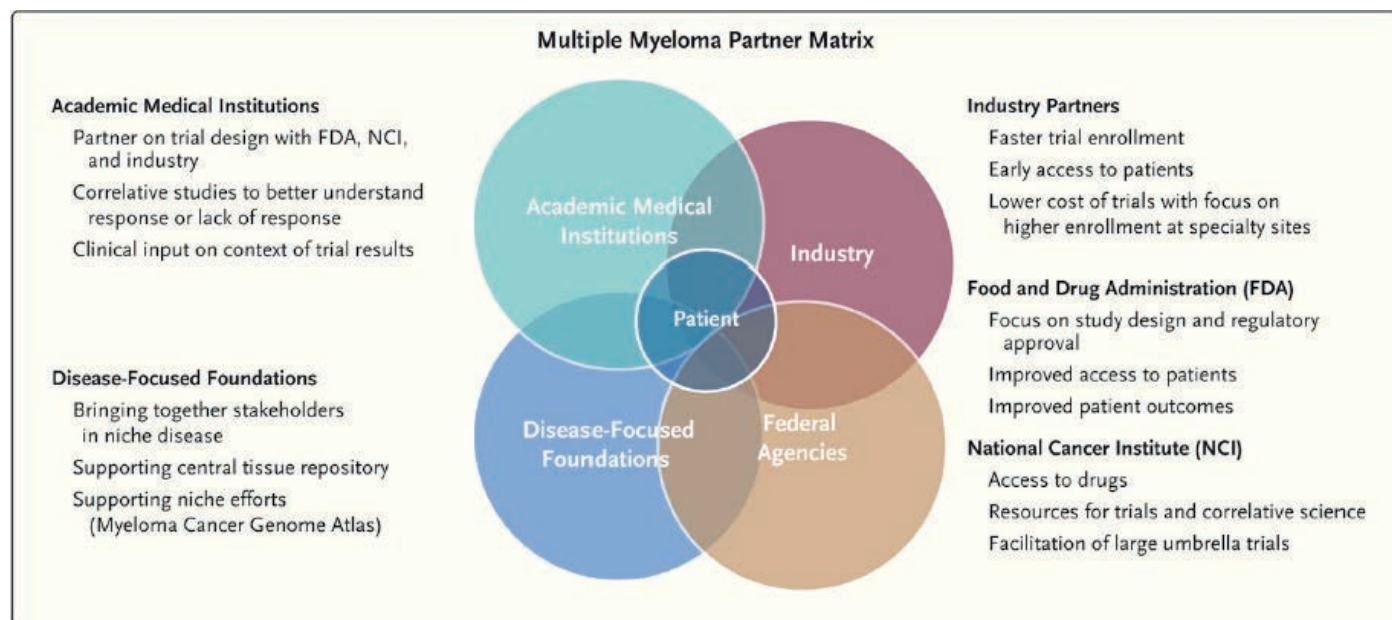 Multiple Myeloma Partner Matrix
Academic Medical Institutions
Partner on trial design with FDA, NCI,
and industry
Correlative studies to better understand
response or lack of response
Clinical input on context of trial results
Disease-Focused Foundations
Bringing together stakeholders
in niche disease
Supporting central tissue repository
Supporting niche efforts
(Myeloma Cancer Genome Atlas)
Academic Medical
Institutions
Industry
Patient
Disease-Focused
Foundations
Federal
Agencies
Industry Partners
Faster trial enrollment
Early access to patients
Lower cost of trials with focus on
higher enrollment at specialty sites
Food and Drug Administration (FDA)
Focus on study design and regulatory
approval
Improved access to patients
Improved patient outcomes
National Cancer Institute (NCI)
Access to drugs
Resources for trials and correlative science
Facilitation of large umbrella trials